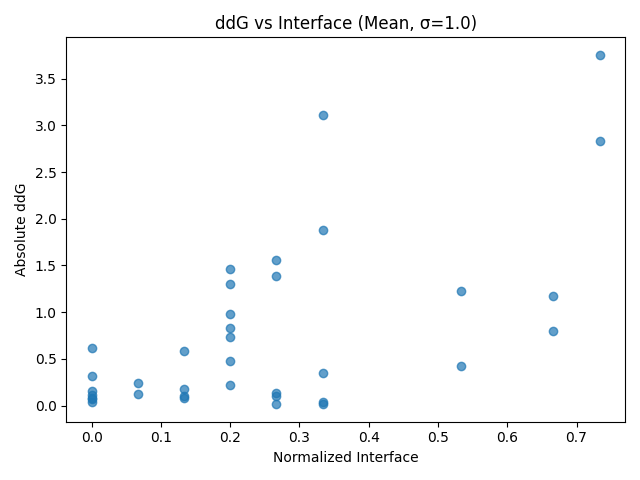 ddG vs Interface (Mean, σ=1.0)
Absolute ddG
3.5
3.0
2.5
2.0
1.5
1.0
0.5
0.0
0.0 0.1 0.2 0.3 0.4 0.5 0.6 0.7
Normalized Interface